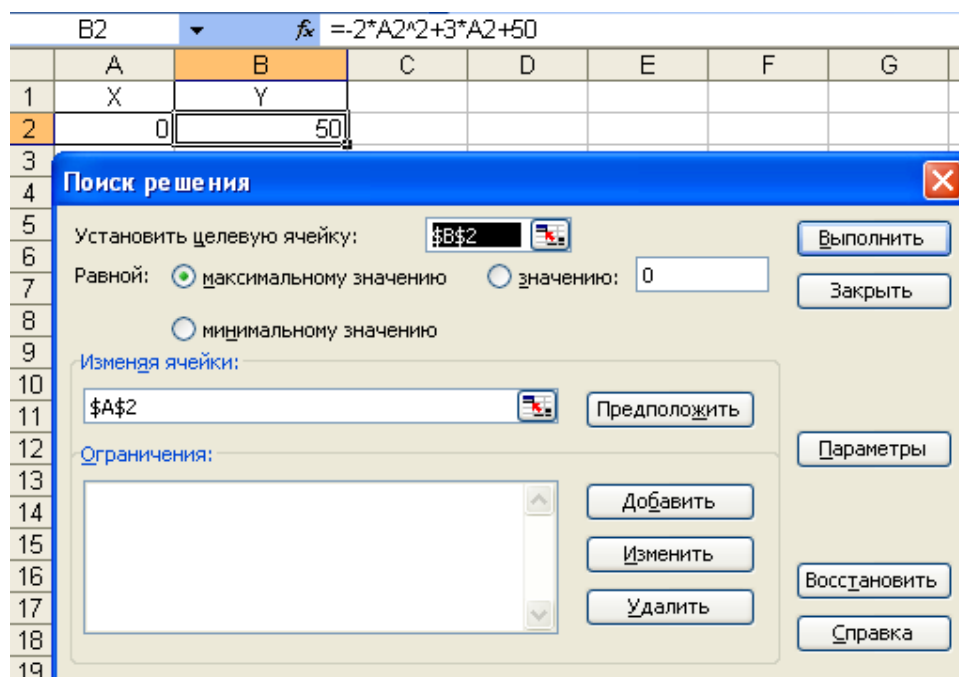 B2 fx =-2*A2^2+3*A2+50
A B C D E F G
1 X Y
2 0 50
3
4 Поиск решения
5 Установить целевую ячейку: $B$2 Выполнить
6
7 Равной: максимальному значению значению: 0 Закрыть
8 минимальному значению
9 Изменяя ячейки:
10
11 $A$2 Предположить
12 Ограничения: Параметры
13
14 Добавить
15 Изменить
16 Восстановить
17 Удалить
18 Справка
19